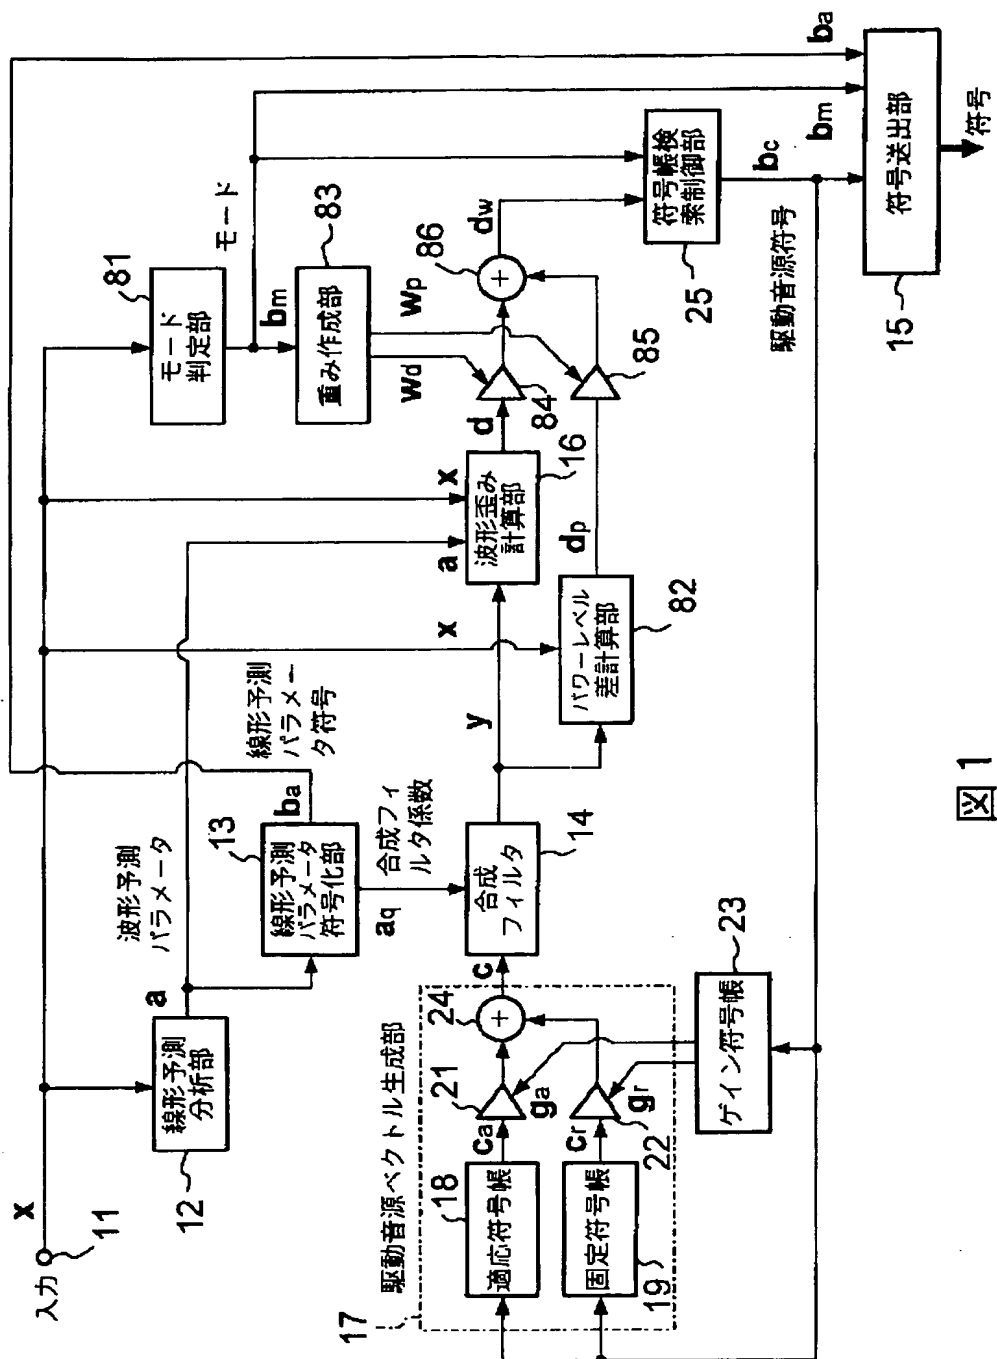 入力
x
11
線形予測
分析部
12
a
波形予測
パラメータ
線形予測
パラメータ
符号化部
13
ba
線形予測
パラメー
タ符号
aq
合成フィ
ルタ係数
駆動音源ベクトル生成部
17
適応符号帳
18
ca
21
ga
固定符号帳
19
cr
22
gr
+
24
c
ゲイン符号帳
23
合成
フィルタ
14
y
x
パワーレベル
差計算部
82
dp
a
x
波形歪み
計算部
16
d
84
85
モード
判定部
81
モード
bm
重み作成部
83
wd
wp
+
86
dw
符号帳検
索制御部
25
bc
駆動音源符号
bm
ba
符号送出部
15
符号
図1